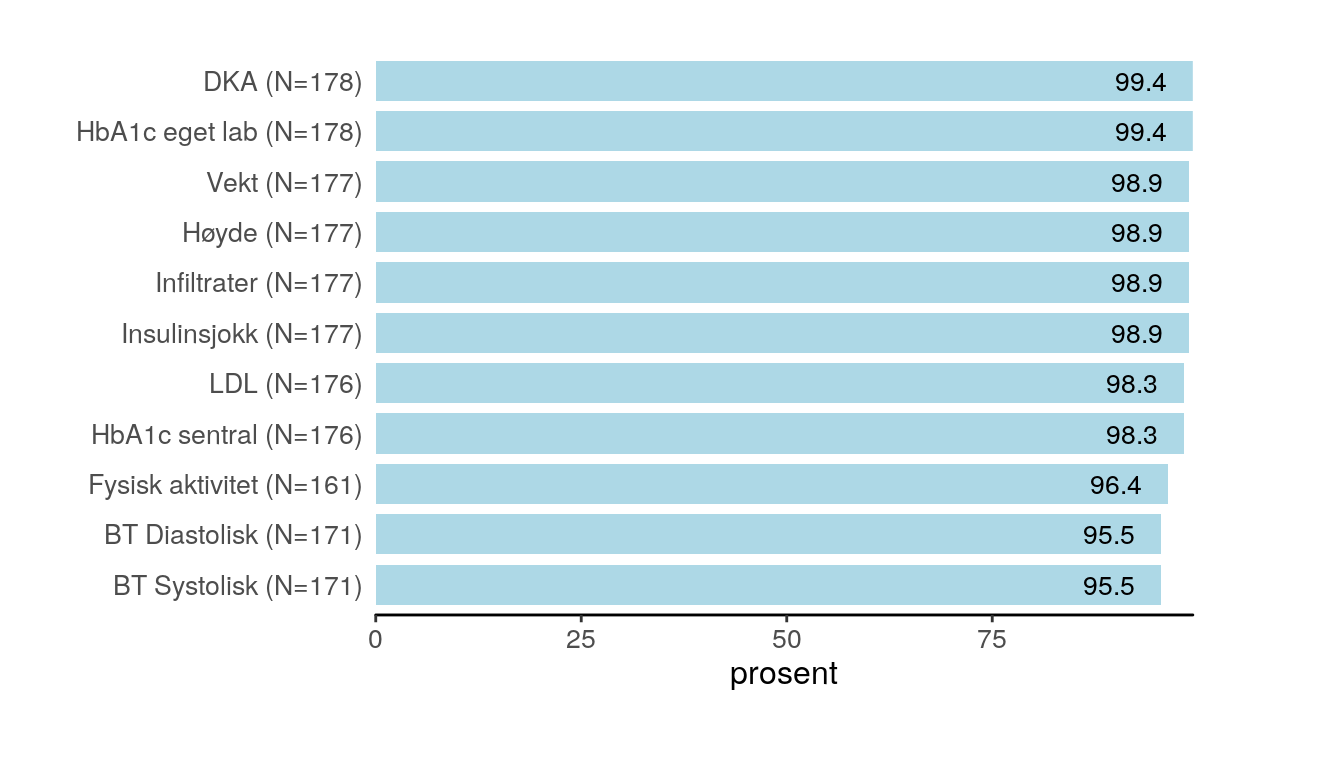 DKA (N=178) 99.4
HbA1c eget lab (N=178) 99.4
Vekt (N=177) 98.9
Høyde (N=177) 98.9
Infiltrater (N=177) 98.9
Insulinsjokk (N=177) 98.9
LDL (N=176) 98.3
HbA1c sentral (N=176) 98.3
Fysisk aktivitet (N=161) 96.4
BT Diastolisk (N=171) 95.5
BT Systolisk (N=171) 95.5
0 25 50 75
prosent